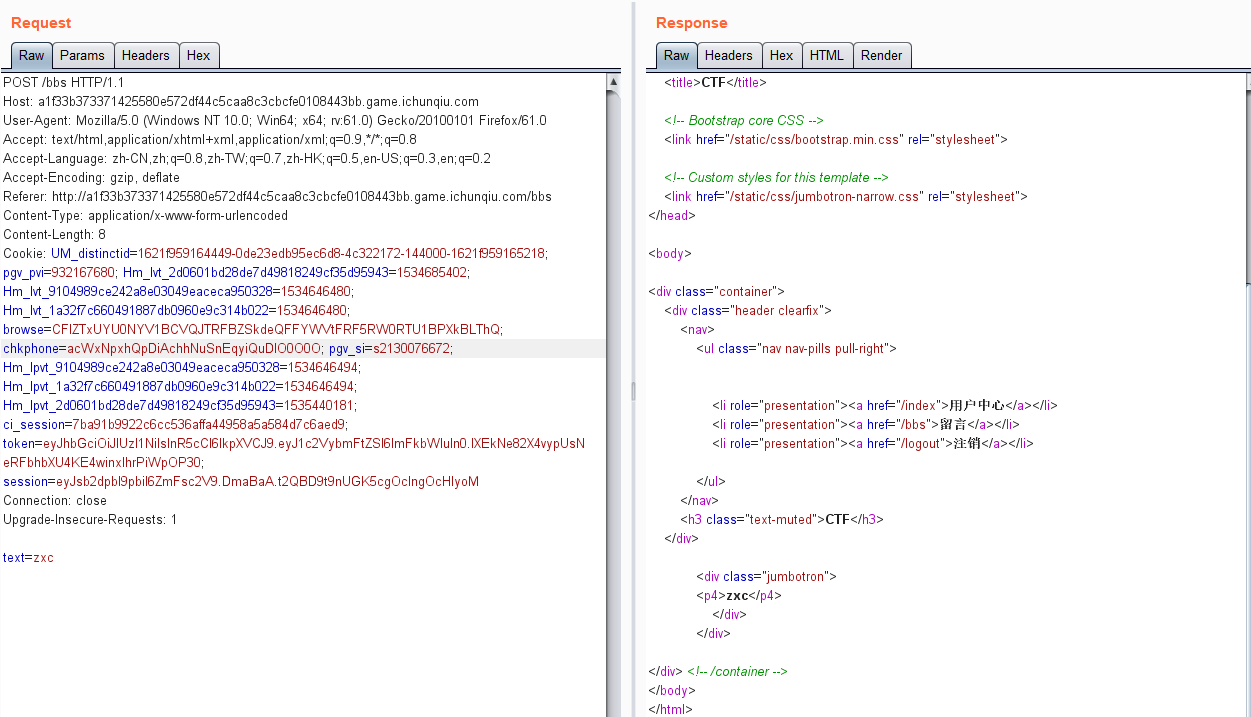 Request
Raw Params Headers Hex
POST /bbs HTTP/1.1
Host: a1f33b373371425580e572df44c5caa8c3cbcfe0108443bb.game.ichunqiu.com
User-Agent: Mozilla/5.0 (Windows NT 10.0; Win64; x64; rv:61.0) Gecko/20100101 Firefox/61.0
Accept: text/html,application/xhtml+xml,application/xml;q=0.9,*/*;q=0.8
Accept-Language: zh-CN,zh;q=0.8,zh-TW;q=0.7,zh-HK;q=0.5,en-US;q=0.3,en;q=0.2
Accept-Encoding: gzip, deflate
Referer: http://a1f33b373371425580e572df44c5caa8c3cbcfe0108443bb.game.ichunqiu.com/bbs
Content-Type: application/x-www-form-urlencoded
Content-Length: 8
Cookie: UM_distinctid=1621f959164449-0de23edb95ec6d8-4c322172-144000-1621f959165218;
pgv_pvi=932167680; Hm_lvt_2d0601bd28de7d49818249cf35d95943=1534685402;
Hm_lvt_9104989ce242a8e03049eaceca950328=1534646480;
Hm_lvt_1a32f7c660491887db0960e9c314b022=1534646480;
browse=CFlZTxUYU0NYV1BCVQJTRFBZSkdeQFFYWVtFRF5RW0RTU1BPXkBLThQ;
chkphone=acWxNpxhQpDiAchhNuSnEqyiQuDIO0O0O; pgv_si=s2130076672;
Hm_lpvt_9104989ce242a8e03049eaceca950328=1534646494;
Hm_lpvt_1a32f7c660491887db0960e9c314b022=1534646494;
Hm_lpvt_2d0601bd28de7d49818249cf35d95943=1535440181;
ci_session=7ba91b9922c6cc536affa44958a5a584d7c6aed9;
token=eyJhbGciOiJIUzI1NiIsInR5cCI6IkpXVCJ9.eyJ1c2VybmFtZSI6ImFkbWluIn0.IXEkNe82X4vypUsN
eRFbhbXU4KE4winxIhrPiWpOP30;
session=eyJsb2dpbl9pbiI6ZmFsc2V9.DmaBaA.t2QBD9t9nUGK5cgOcIngOcHIyoM
Connection: close
Upgrade-Insecure-Requests: 1
text=zxc
Response
Raw Headers Hex HTML Render
<title>CTF</title>
<!-- Bootstrap core CSS -->
<link href="/static/css/bootstrap.min.css" rel="stylesheet">
<!-- Custom styles for this template -->
<link href="/static/css/jumbotron-narrow.css" rel="stylesheet">
</head>
<body>
<div class="container">
<div class="header clearfix">
<nav>
<ul class="nav nav-pills pull-right">
<li role="presentation"><a href="/index">用户中心</a></li>
<li role="presentation"><a href="/bbs">留言</a></li>
<li role="presentation"><a href="/logout">注销</a></li>
</ul>
</nav>
<h3 class="text-muted">CTF</h3>
</div>
<div class="jumbotron">
<p4>zxc</p4>
</div>
</div>
</div> <!-- /container -->
</body>
</html>